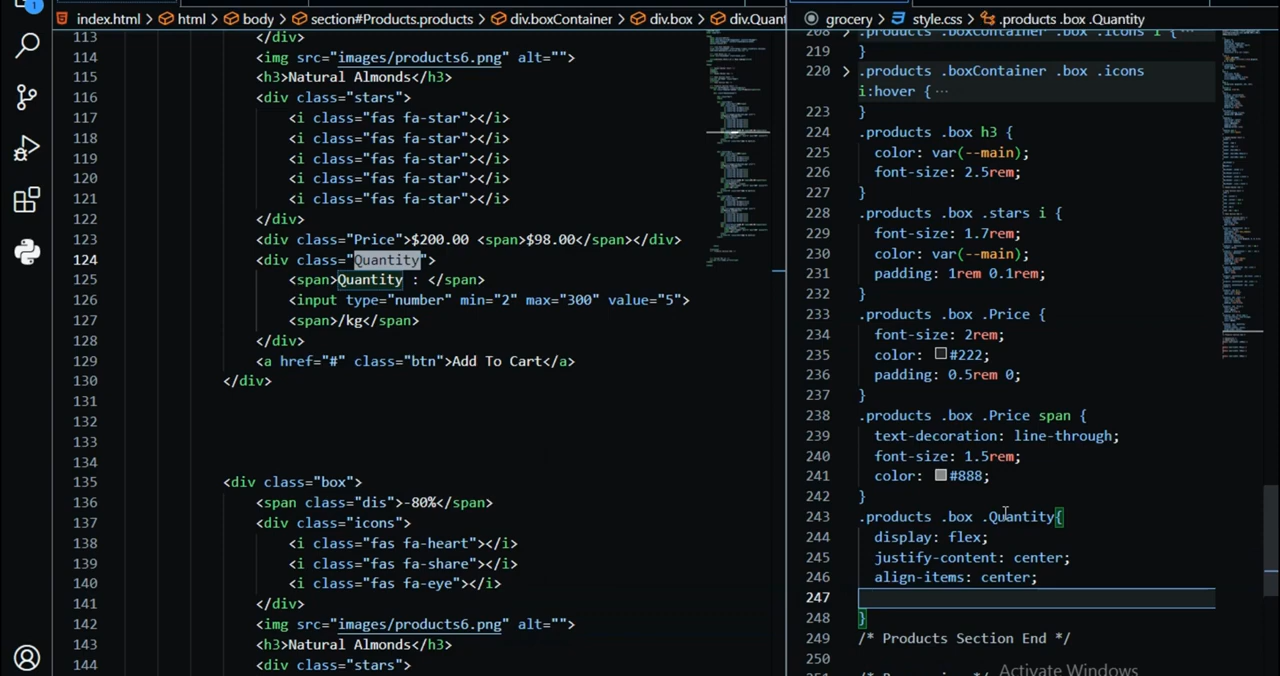 1
index.html > html > body > section#Products.products > div.boxContainer > div.box > div.Quant
113 </div>
114 <img src="images/products6.png" alt="">
115 <h3>Natural Almonds</h3>
116 <div class="stars">
117 <i class="fas fa-star"></i>
118 <i class="fas fa-star"></i>
119 <i class="fas fa-star"></i>
120 <i class="fas fa-star"></i>
121 <i class="fas fa-star"></i>
122 </div>
123 <div class="Price">$200.00 <span>$98.00</span></div>
124 <div class="Quantity">
125 <span>Quantity : </span>
126 <input type="number" min="2" max="300" value="5">
127 <span>/kg</span>
128 </div>
129 <a href="#" class="btn">Add To Cart</a>
130 </div>
131
132
133
134
135 <div class="box">
136 <span class="dis">-80%</span>
137 <div class="icons">
138 <i class="fas fa-heart"></i>
139 <i class="fas fa-share"></i>
140 <i class="fas fa-eye"></i>
141 </div>
142 <img src="images/products6.png" alt="">
143 <h3>Natural Almonds</h3>
144 <div class="stars">
grocery > style.css > .products .box .Quantity
208 .products .boxContainer .box .icons i {···
219 }
220 .products .boxContainer .box .icons
i:hover {···
223 }
224 .products .box h3 {
225 color: var(--main);
226 font-size: 2.5rem;
227 }
228 .products .box .stars i {
229 font-size: 1.7rem;
230 color: var(--main);
231 padding: 1rem 0.1rem;
232 }
233 .products .box .Price {
234 font-size: 2rem;
235 color: #222;
236 padding: 0.5rem 0;
237 }
238 .products .box .Price span {
239 text-decoration: line-through;
240 font-size: 1.5rem;
241 color: #888;
242 }
243 .products .box .Quantity{
244 display: flex;
245 justify-content: center;
246 align-items: center;
247
248 }
249 /* Products Section End */
250
Activate Windows